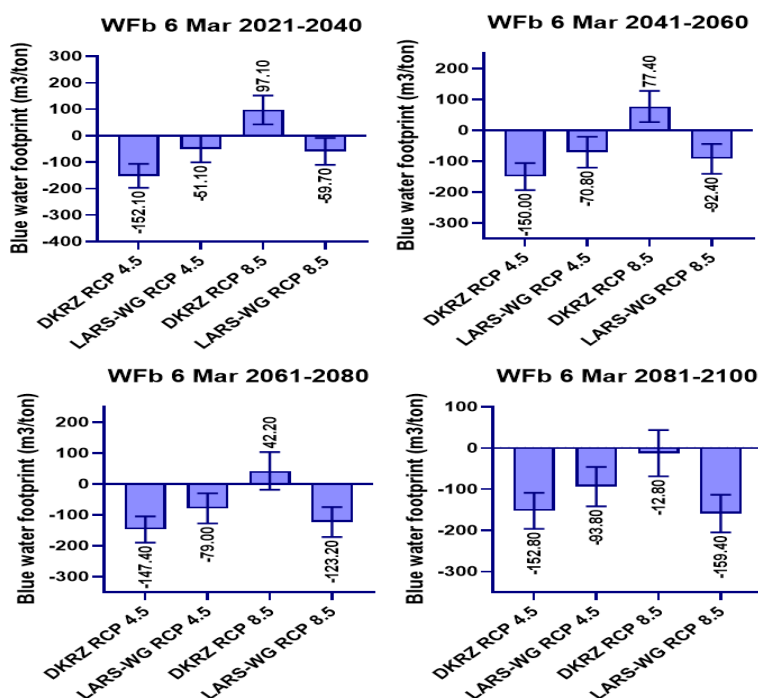 WFb 6 Mar 2021-2040
Blue water footprint (m3/ton)
300
200
100
0
-100
-200
-300
-400
-152.10
-51.10
97.10
-59.70
DKRZ RCP 4.5
LARS-WG RCP 4.5
DKRZ RCP 8.5
LARS-WG RCP 8.5
WFb 6 Mar 2041-2060
Blue water footprint (m3/ton)
200
100
0
-100
-200
-300
-150.00
-70.80
77.40
-92.40
DKRZ RCP 4.5
LARS-WG RCP 4.5
DKRZ RCP 8.5
LARS-WG RCP 8.5
WFb 6 Mar 2061-2080
Blue water footprint (m3/ton)
200
100
0
-100
-200
-300
-147.40
-79.00
42.20
-123.20
DKRZ RCP 4.5
LARS-WG RCP 4.5
DKRZ RCP 8.5
LARS-WG RCP 8.5
WFb 6 Mar 2081-2100
Blue water footprint (m3/ton)
100
0
-100
-200
-300
-152.80
-93.80
-12.80
-159.40
DKRZ RCP 4.5
LARS-WG RCP 4.5
DKRZ RCP 8.5
LARS-WG RCP 8.5